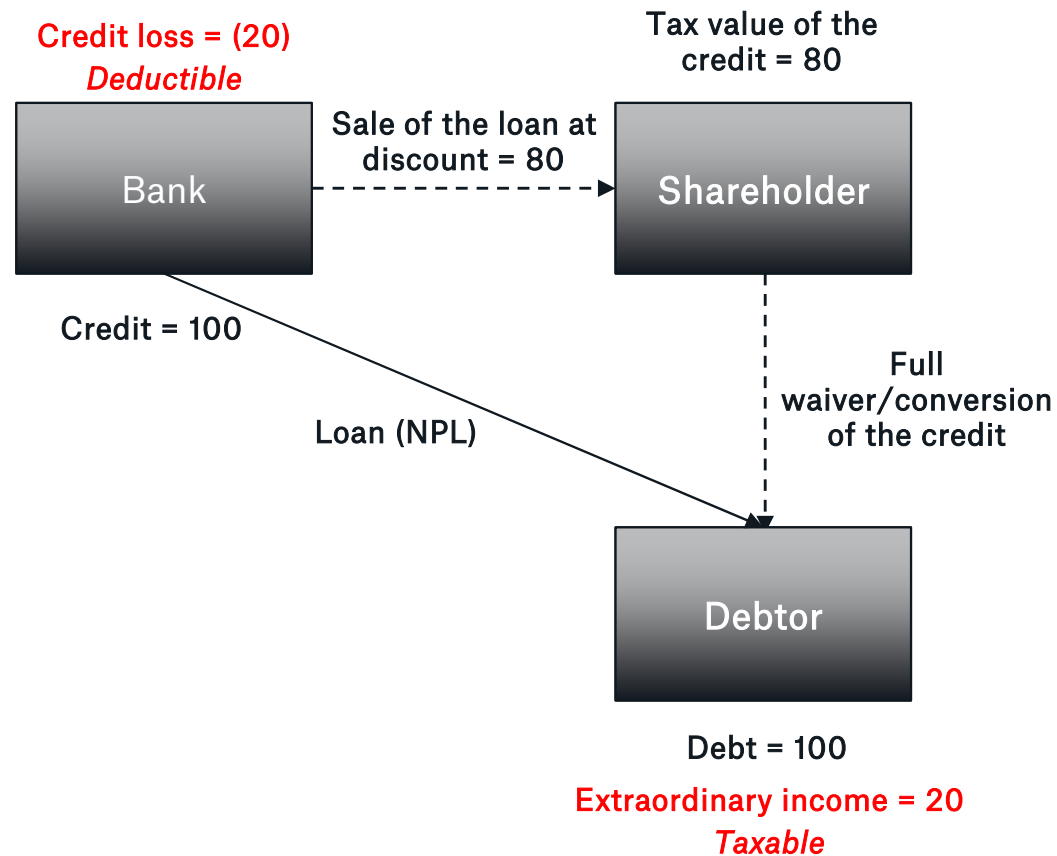 Credit loss = (20)
Deductible
Tax value of the
credit = 80
Bank
Sale of the loan at
discount = 80
Shareholder
Credit = 100
Loan (NPL)
Full
waiver/conversion
of the credit
Debtor
Debt = 100
Extraordinary income = 20
Taxable